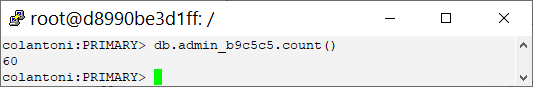 root@d8990be3d1ff: /
colantoni:PRIMARY> db.admin_b9c5c5.count()
60
colantoni:PRIMARY>